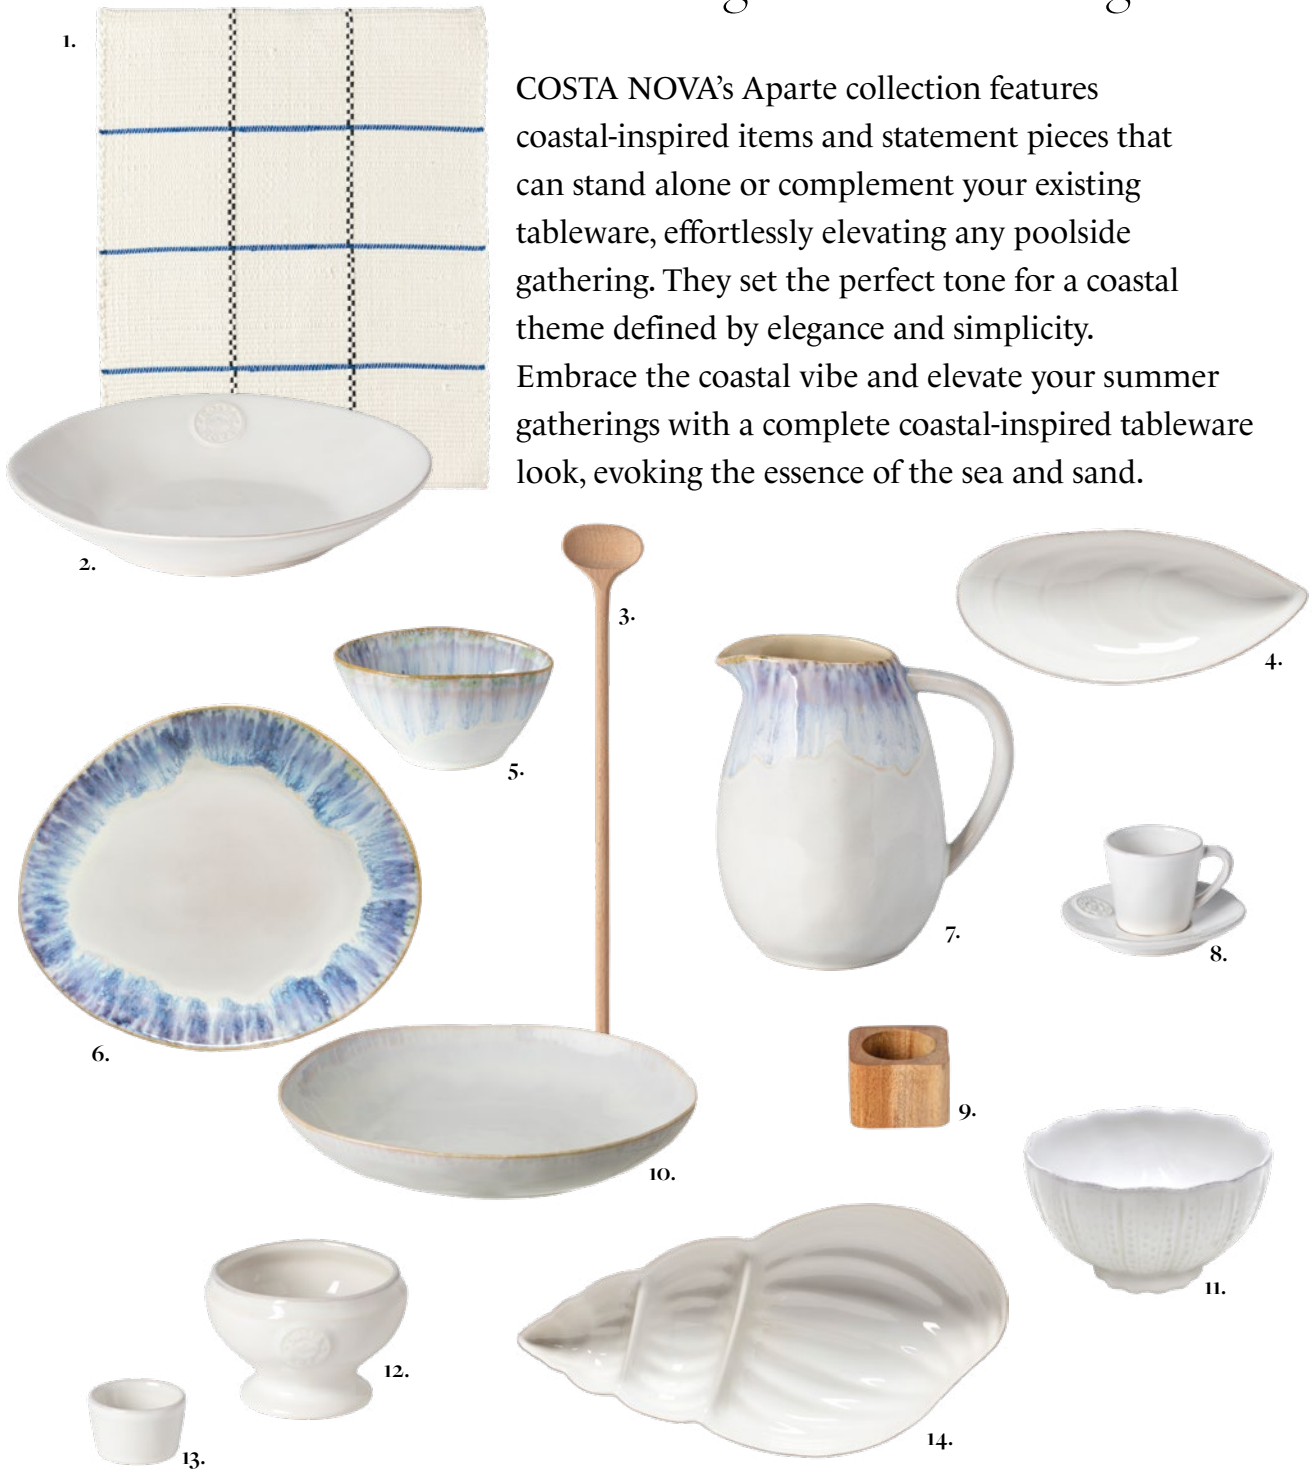 1.
COSTA NOVA's Aparte collection features
coastal-inspired items and statement pieces that
can stand alone or complement your existing
tableware, effortlessly elevating any poolside
gathering. They set the perfect tone for a coastal
theme defined by elegance and simplicity.
Embrace the coastal vibe and elevate your summer
gatherings with a complete coastal-inspired tableware
look, evoking the essence of the sea and sand.
2.
3.
4.
5.
6.
7.
8.
9.
10.
11.
12.
13.
14.